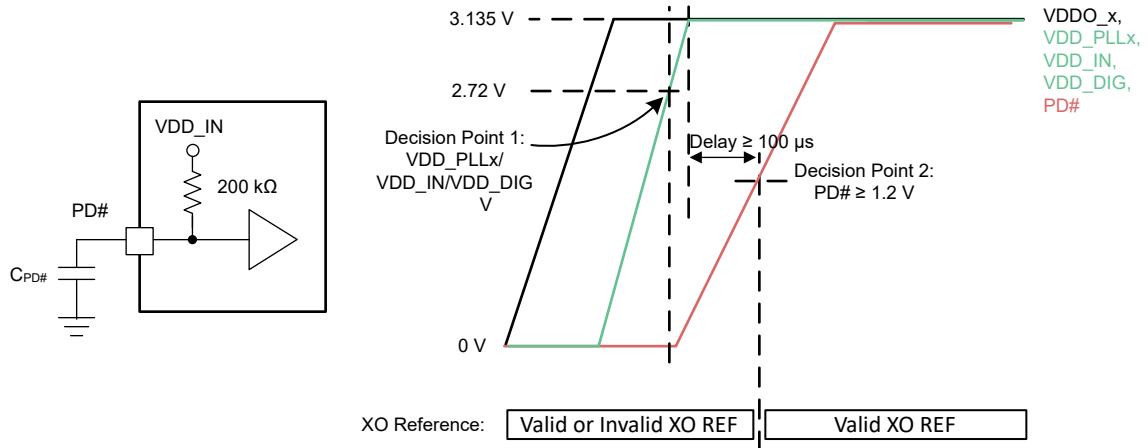 3.135 V
VDDO_x,
VDD_PLLx,
VDD_IN,
VDD_DIG,
PD#
2.72 V
VDD_IN
200 kΩ
PD#
CPD#
Decision Point 1:
VDD_PLLx/
VDD_IN/VDD_DIG
V
Delay ≥ 100 µs
Decision Point 2:
PD# ≥ 1.2 V
0 V
XO Reference:
Valid or Invalid XO REF
Valid XO REF